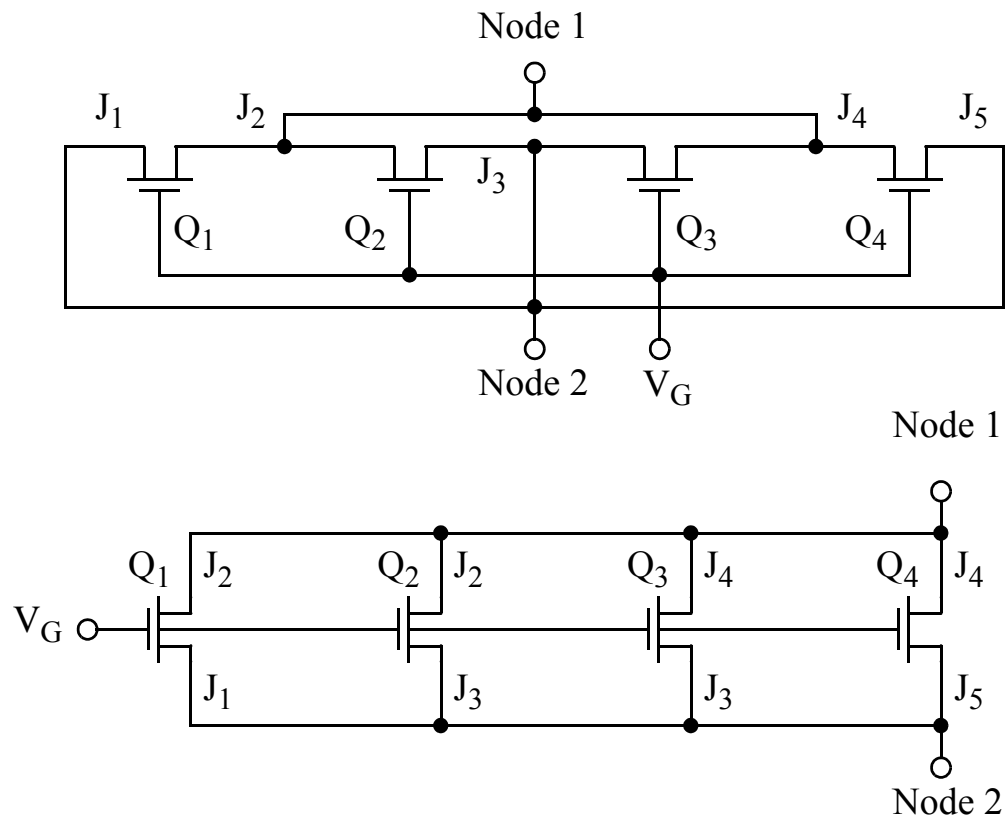 Node 1
J1 J2 J4 J5
J3
Q1 Q2 Q3 Q4
Node 2 VG
Node 1
Q1 J2 Q2 J2 Q3 J4 Q4 J4
VG
J1 J3 J3 J5
Node 2